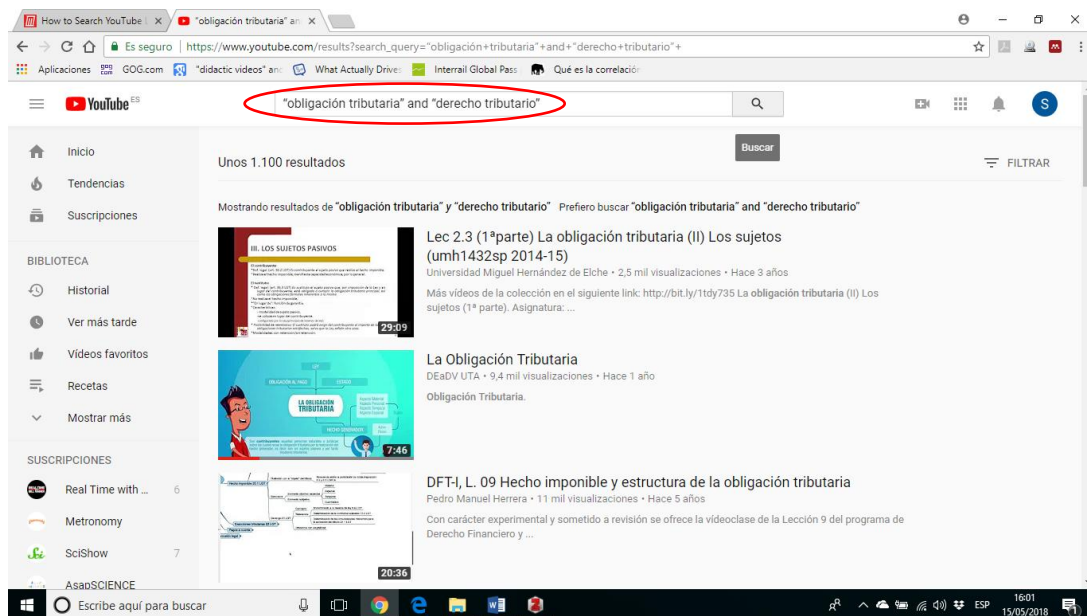 How to Search YouTube L
"obligación tributaria" an
Es seguro
https://www.youtube.com/results?search_query="obligación+tributaria"+and+"derecho+tributario"+
Aplicaciones
GOG.com
"didactic videos" and
What Actually Drives
Interrail Global Pass
Qué es la correlación
YouTube ES
"obligación tributaria" and "derecho tributario"
S
Buscar
Inicio
Tendencias
Suscripciones
BIBLIOTECA
Historial
Ver más tarde
Vídeos favoritos
Recetas
Mostrar más
SUSCRIPCIONES
Real Time with ... 6
Metronomy
SciShow 7
AsapSCIENCE
Unos 1.100 resultados
FILTRAR
Mostrando resultados de "obligación tributaria" y "derecho tributario" Prefiero buscar "obligación tributaria" and "derecho tributario"
III. LOS SUJETOS PASIVOS
29:09
Lec 2.3 (1ªparte) La obligación tributaria (II) Los sujetos
(umh1432sp 2014-15)
Universidad Miguel Hernández de Elche • 2,5 mil visualizaciones • Hace 3 años
Más vídeos de la colección en el siguiente link: http://bit.ly/1tdy735 La obligación tributaria (II) Los
sujetos (1ª parte). Asignatura: ...
LA OBLIGACIÓN
TRIBUTARIA
7:46
La Obligación Tributaria
DEaDV UTA • 9,4 mil visualizaciones • Hace 1 año
Obligación Tributaria.
20:36
DFT-I, L. 09 Hecho imponible y estructura de la obligación tributaria
Pedro Manuel Herrera • 11 mil visualizaciones • Hace 5 años
Con carácter experimental y sometido a revisión se ofrece la vídeoclase de la Lección 9 del programa de
Derecho Financiero y ...
Escribe aquí para buscar
ESP
16:01
15/05/2018